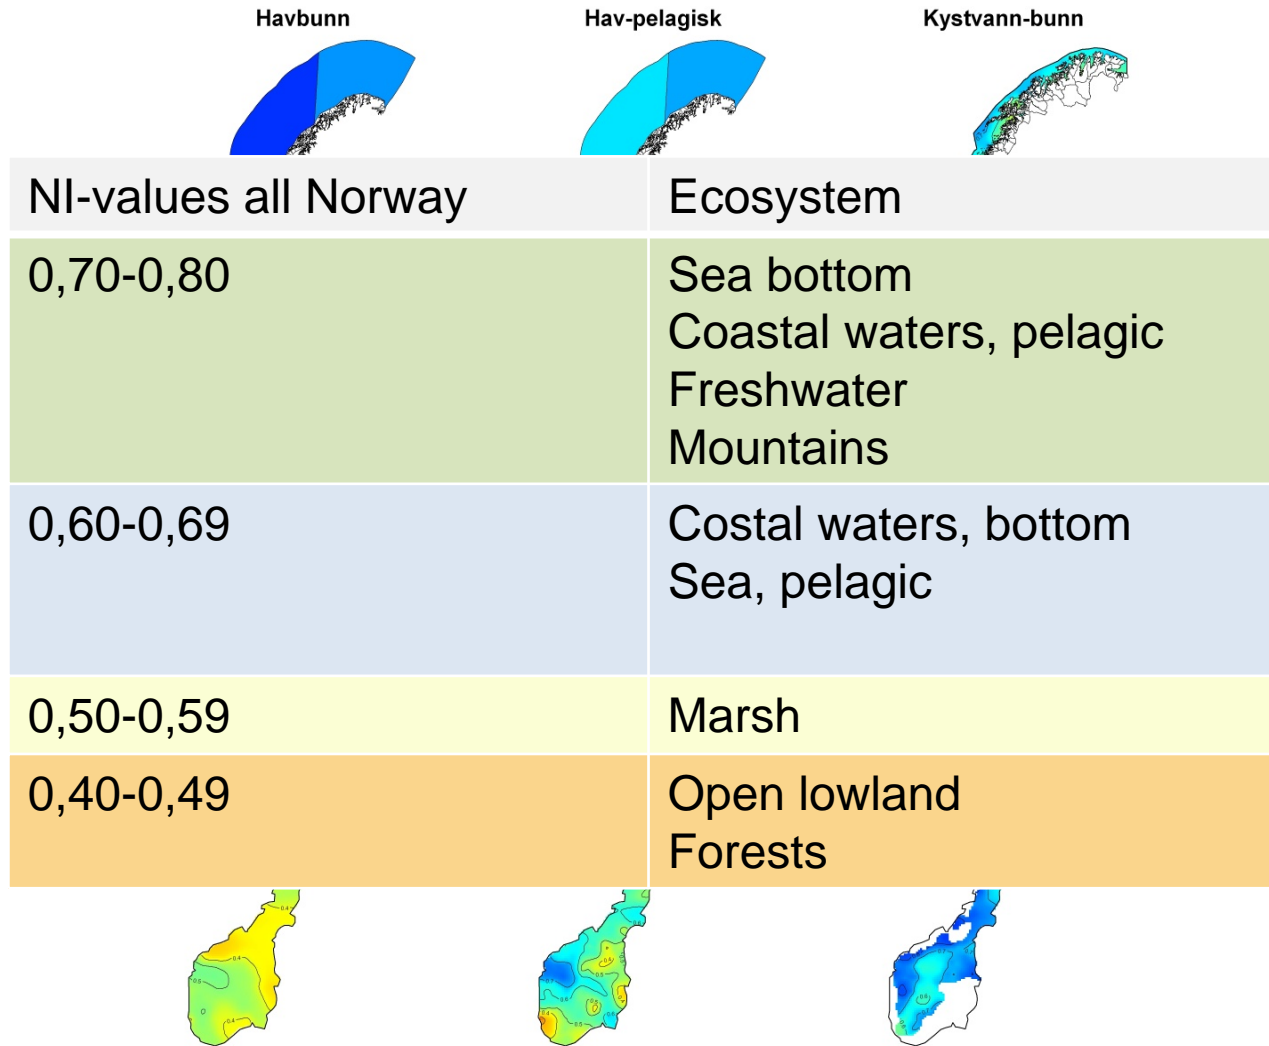 Havbunn Hav-pelagisk Kystvann-bunn
NI-values all Norway Ecosystem
0,70-0,80 Sea bottom
Coastal waters, pelagic
Freshwater
Mountains
0,60-0,69 Costal waters, bottom
Sea, pelagic
0,50-0,59 Marsh
0,40-0,49 Open lowland
Forests